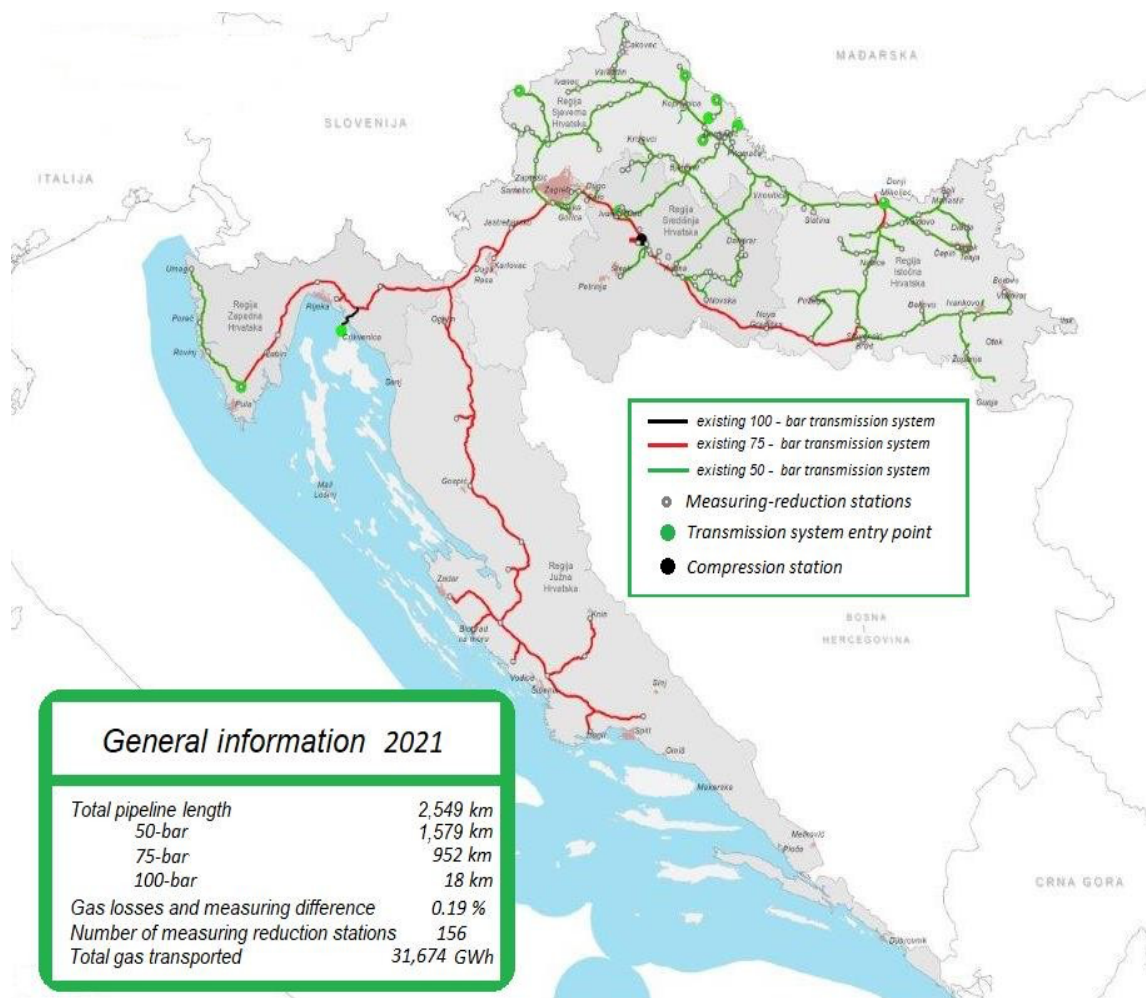 MAĐARSKA
SLOVENIJA
ITALIJA
Čakovec
Varaždin
Ivanec
Regija
Sjeverna
Hrvatska
Koprivnica
Križevci
Bjelovar
Virovitica
Slatina
Donji
Miholjac
Beli
Manastir
Valpovo
Zaprešić
Samobor
Zagreb
Dugo
Selo
Velika
Gorica
Ivanić Grad
Regija
Središnja
Hrvatska
Jastrebarsko
Karlovac
Duga
Resa
Sisak
Petrinja
Kutina
Daruvar
Nova
Gradiška
Požega
Slavonski
Brod
Našice
Regija
Istočna
Hrvatska
Čepin
Đakovo
Ivankovo
Vukovar
Županja
Otok
Ilok
Gunja
Umag
Poreč
Rovinj
Pula
Labin
Regija
Zapadna
Hrvatska
Rijeka
Crikvenica
Ogulin
Senj
Mali
Lošinj
Gospić
Zadar
Biograd
na moru
Regija
Južna
Hrvatska
Knin
Vodice
Šibenik
Sinj
Split
Omiš
Makarska
Metković
Ploče
Dubrovnik
BOSNA
I
HERCEGOVINA
CRNA GORA
existing 100 - bar transmission system
existing 75 - bar transmission system
existing 50 - bar transmission system
Measuring-reduction stations
Transmission system entry point
Compression station
General information 2021
Total pipeline length 2,549 km
50-bar 1,579 km
75-bar 952 km
100-bar 18 km
Gas losses and measuring difference 0.19 %
Number of measuring reduction stations 156
Total gas transported 31,674 GWh